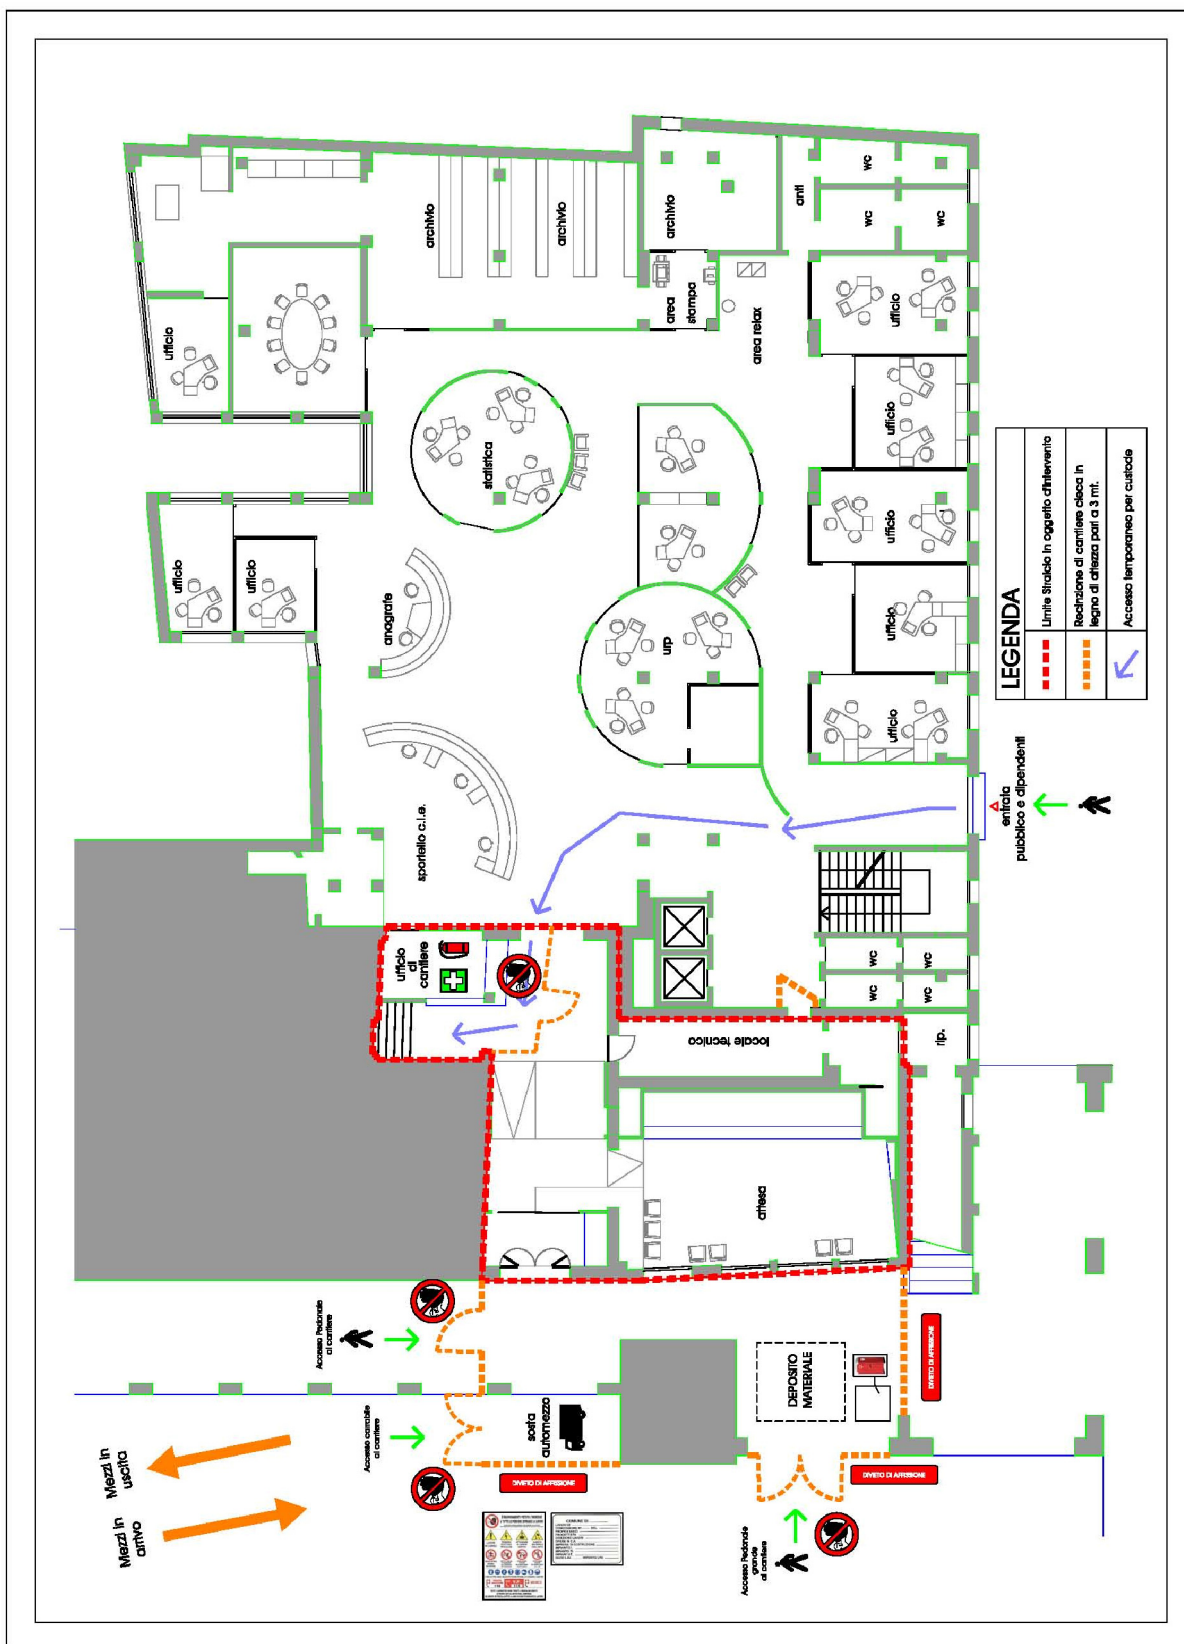 ufficio
archivio
archivio
archivio
anti
wc
wc
wc
area
stampa
area relax
ufficio
ufficio
ufficio
ufficio
ufficio
statistica
ufficio
ufficio
anagrafe
urp
sportello c.i.e.
LEGENDA
Limite Stralcio in oggetto d'intervento
Recinzione di cantiere cieca in
legno di altezza pari a 3 mt.
Accesso temporaneo per custode
entrata
pubblico e dipendenti
ufficio
di
cantiere
wc
wc
wc
wc
locale tecnico
rip.
attesa
Accesso Pedonale
al cantiere
Accesso carrabile
al cantiere
sosta
automezzo
DEPOSITO
MATERIALE
DIVIETO DI AFFISSIONE
DIVIETO DI AFFISSIONE
DIVIETO DI AFFISSIONE
Mezzi in
uscita
Mezzi in
arrivo
Accesso Pedonale
grande
al cantiere
COMUNE DI